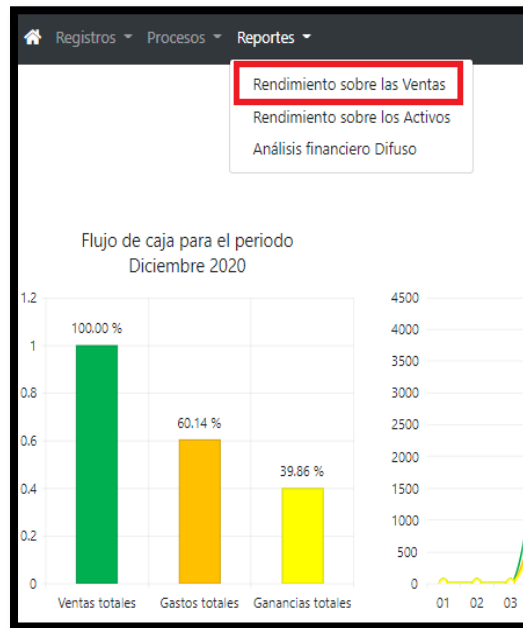 Registros Procesos Reportes
Rendimiento sobre las Ventas
Rendimiento sobre los Activos
Análisis financiero Difuso
Flujo de caja para el periodo
Diciembre 2020
1.2
1
0.8
0.6
0.4
0.2
0
100.00 %
60.14 %
39.86 %
Ventas totales Gastos totales Ganancias totales
4500
4000
3500
3000
2500
2000
1500
1000
500
0
01 02 03